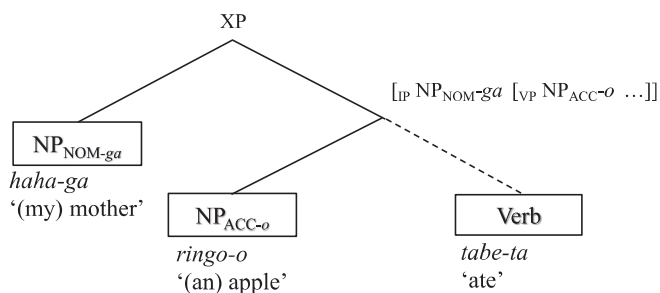 XP
[IP NPNOM-ga [VP NPACC-o …]]
NPNOM-ga
haha-ga
‘(my) mother’
NPACC-o
ringo-o
‘(an) apple’
Verb
tabe-ta
‘ate’